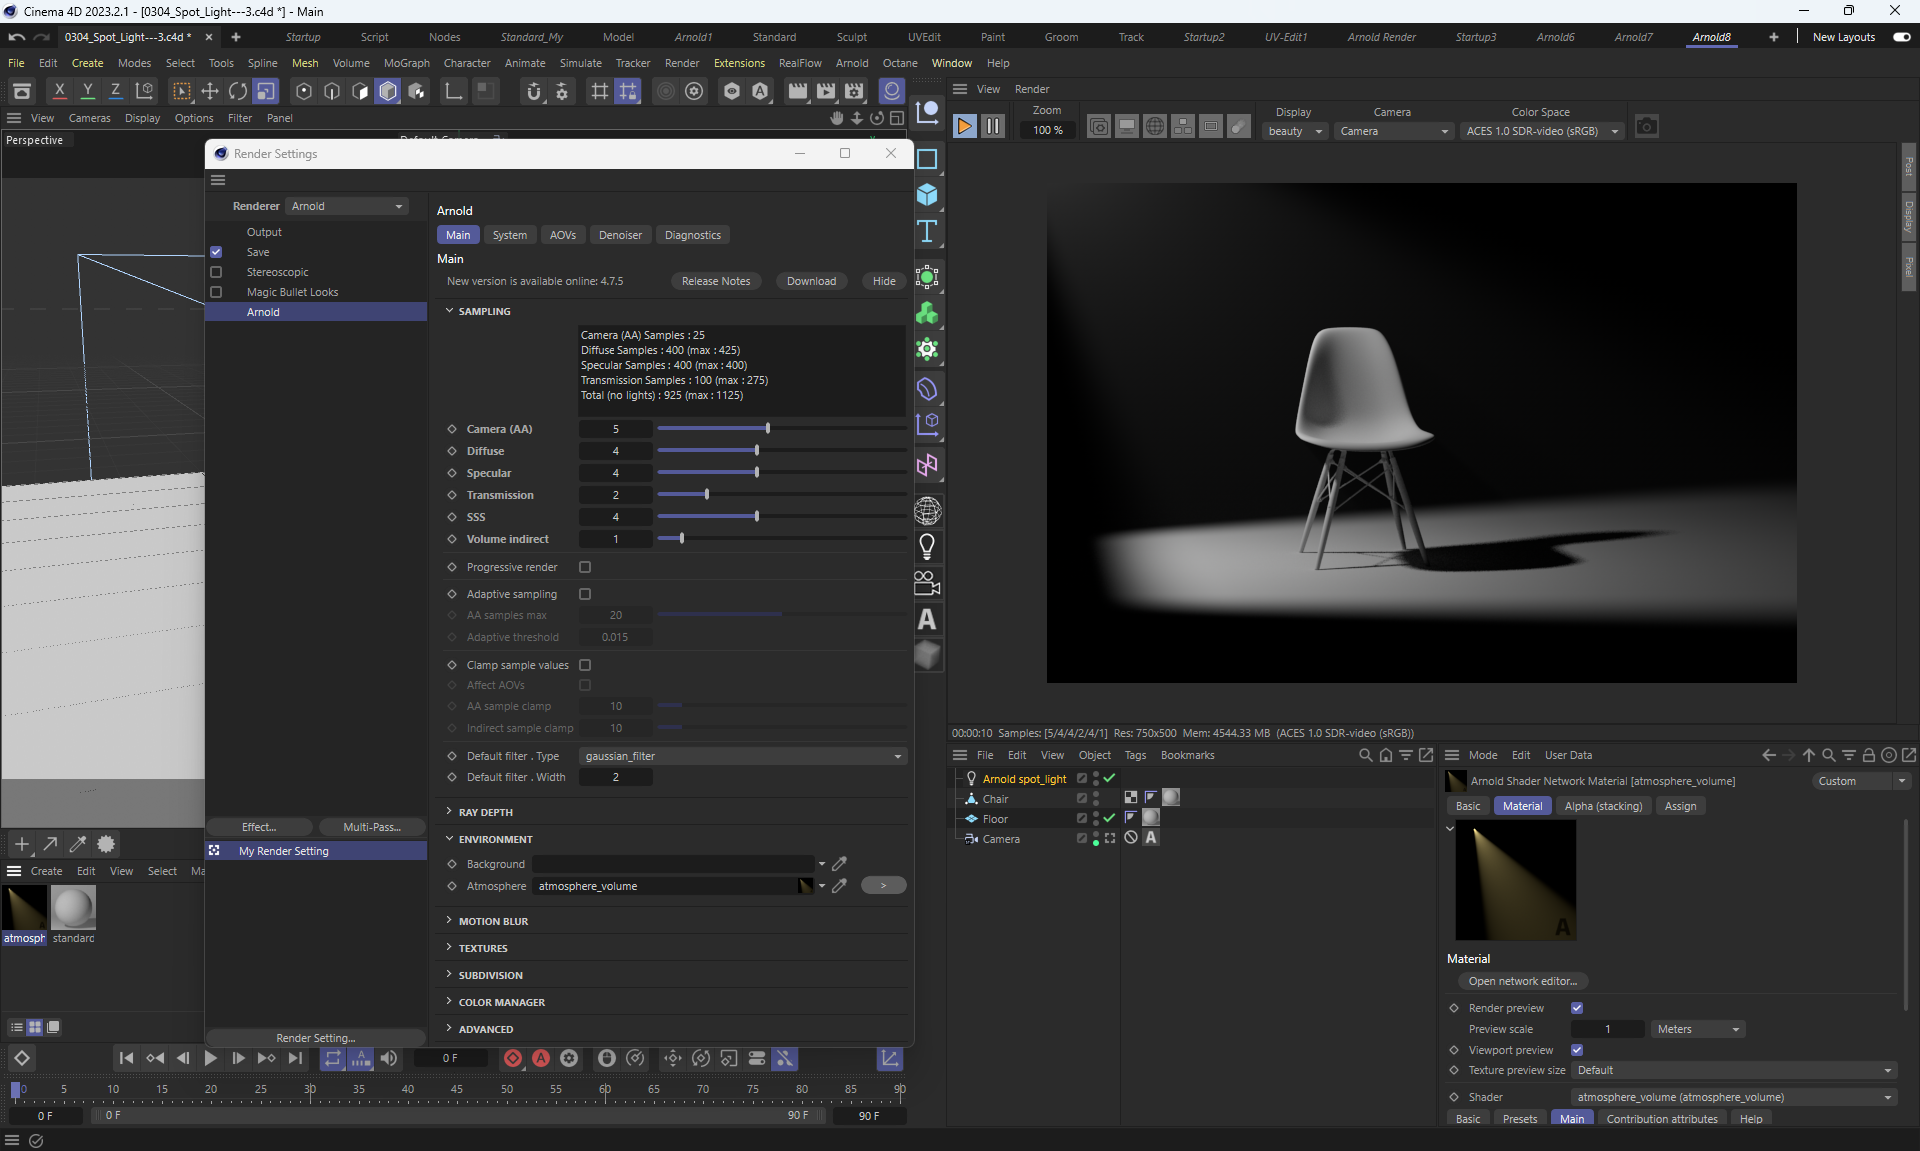 Cinema 4D 2023.2.1 - [0304_Spot_Light---3.c4d *] - Main
0304_Spot_Light---3.c4d *
Startup
Script
Nodes
Standard_My
Model
Arnold1
Standard
Sculpt
UVEdit
Paint
Groom
Track
Startup2
UV-Edit1
Arnold Render
Startup3
Arnold6
Arnold7
Arnold8
New Layouts
File Edit Create Modes Select Tools Spline Mesh Volume MoGraph Character Animate Simulate Tracker Render Extensions RealFlow Arnold Octane Window Help
X Y Z
View Cameras Display Options Filter Panel
Perspective
Render Settings
Renderer Arnold
Output
Save
Stereoscopic
Magic Bullet Looks
Arnold
Effect...
Multi-Pass...
My Render Setting
Render Setting...
Arnold
Main System AOVs Denoiser Diagnostics
Main
New version is available online: 4.7.5
Release Notes
Download
Hide
SAMPLING
Camera (AA) Samples : 25
Diffuse Samples : 400 (max : 425)
Specular Samples : 400 (max : 400)
Transmission Samples : 100 (max : 275)
Total (no lights) : 925 (max : 1125)
Camera (AA) 5
Diffuse 4
Specular 4
Transmission 2
SSS 4
Volume indirect 1
Progressive render
Adaptive sampling
AA samples max 20
Adaptive threshold 0.015
Clamp sample values
Affect AOVs
AA sample clamp 10
Indirect sample clamp 10
Default filter . Type gaussian_filter
Default filter . Width 2
RAY DEPTH
ENVIRONMENT
Background
Atmosphere atmosphere_volume >
MOTION BLUR
TEXTURES
SUBDIVISION
COLOR MANAGER
ADVANCED
View Render
Zoom
100 %
Display
beauty
Camera
Camera
Color Space
ACES 1.0 SDR-video (sRGB)
Post
Display
Pixel
00:00:10 Samples: [5/4/4/2/4/1] Res: 750x500 Mem: 4544.33 MB (ACES 1.0 SDR-video (sRGB))
File Edit View Object Tags Bookmarks
Arnold spot_light
Chair
Floor
Camera
Mode Edit User Data
Arnold Shader Network Material [atmosphere_volume]
Custom
Basic Material Alpha (stacking) Assign
Material
Open network editor...
Render preview
Preview scale 1 Meters
Viewport preview
Texture preview size Default
Shader atmosphere_volume (atmosphere_volume)
Basic Presets Main Contribution attributes Help
Create Edit View Select Ma
atmosph standard
0 F
0 5 10 15 20 25 30 35 40 45 50 55 60 65 70 75 80 85 90
0 F 0 F 90 F 90 F